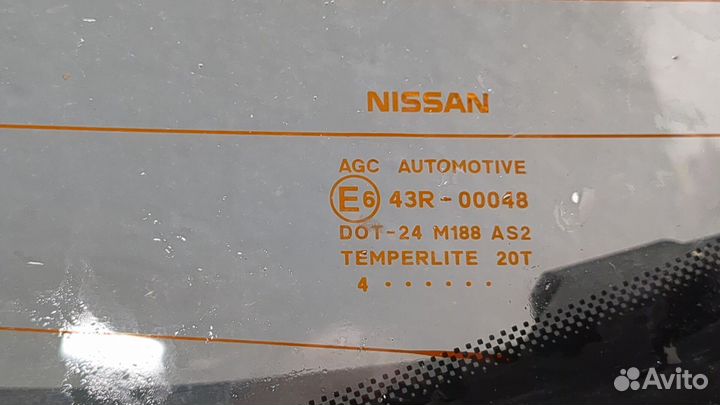 NISSAN
AGC AUTOMOTIVE
E6 43R-00048
DOT-24 M188 AS2
TEMPERLITE 20T
4 · · · · · ·
Avito